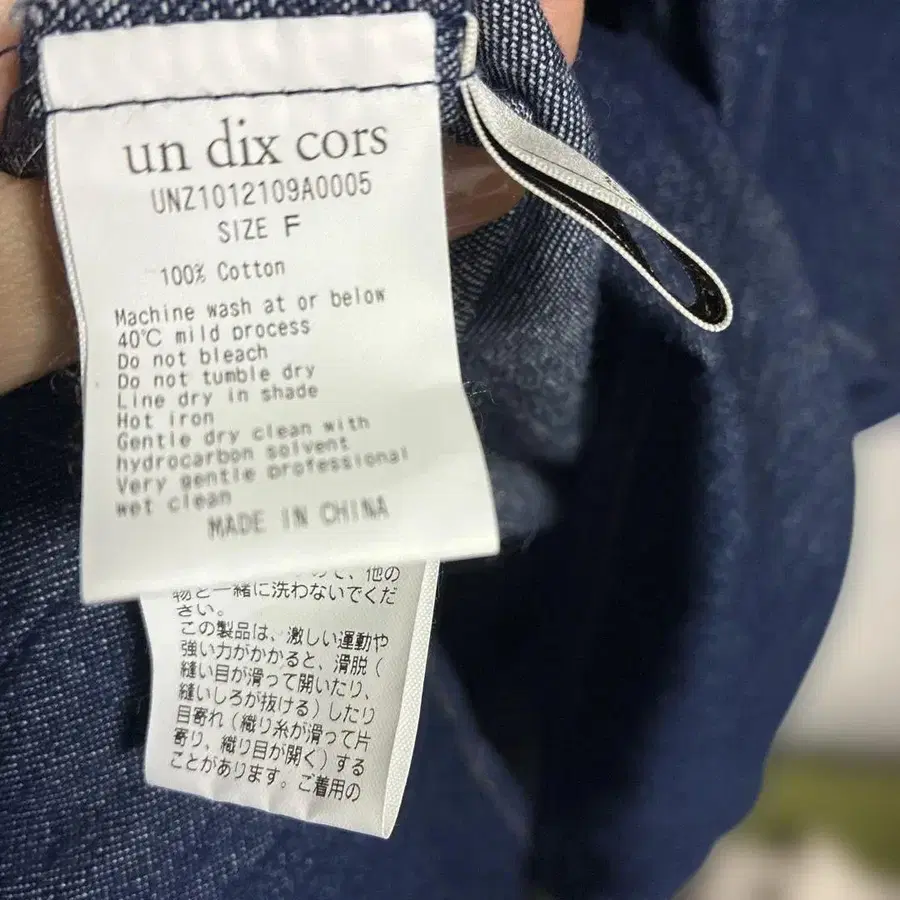 un dix cors
UNZ1012109A0005
SIZE F
100% Cotton
Machine wash at or below
40℃ mild process
Do not bleach
Do not tumble dry
Line dry in shade
Hot iron
Gentle dry clean with
hydrocarbon solvent
Very gentle professional
wet clean
MADE IN CHINA
で、他の
物と一緒に洗わないでくだ
さい。
この製品は、激しい運動や
強い力がかかると、滑脱(
縫い目が滑って開いたり、
縫いしろが抜ける)したり
目寄れ(織り糸が滑って片
寄り、織り目が開く)する
ことがあります。ご着用の